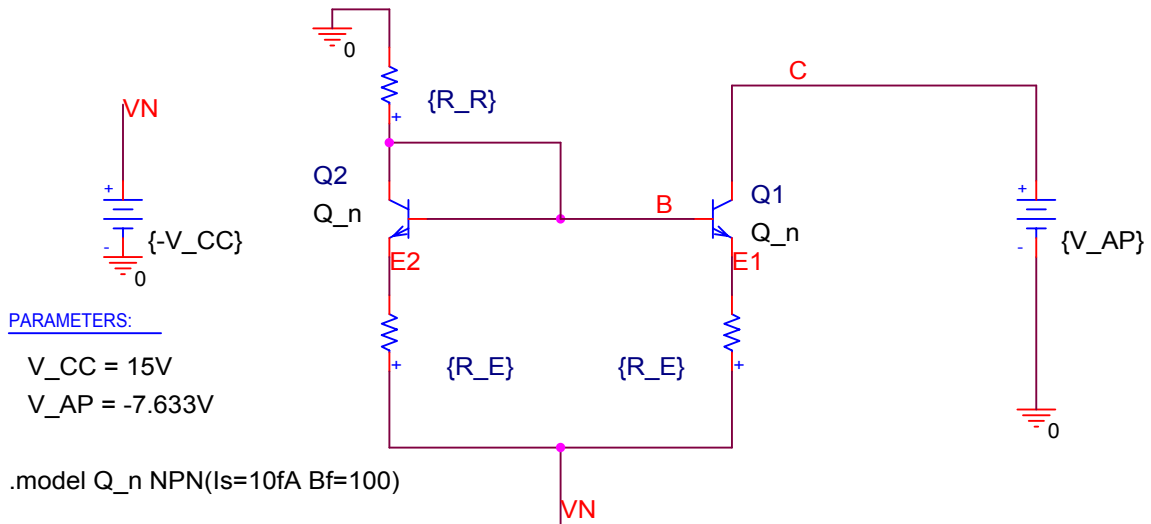 0
{R_R}
C
VN
Q2
Q_n
B
Q1
Q_n
+
-
{-V_CC}
0
E2
E1
+
-
{V_AP}
PARAMETERS:
V_CC = 15V
V_AP = -7.633V
{R_E}
{R_E}
+
+
+
0
.model Q_n NPN(Is=10fA Bf=100)
VN